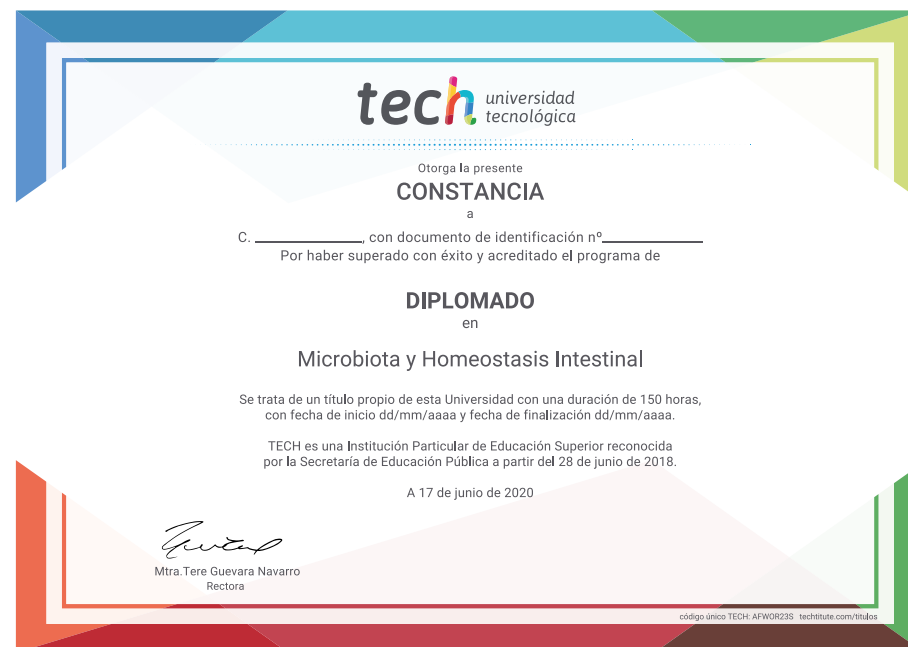 tech universidad
tecnológica
Otorga la presente
CONSTANCIA
a
C. ____________, con documento de identificación nº____________
Por haber superado con éxito y acreditado el programa de
DIPLOMADO
en
Microbiota y Homeostasis Intestinal
Se trata de un título propio de esta Universidad con una duración de 150 horas,
con fecha de inicio dd/mm/aaaa y fecha de finalización dd/mm/aaaa.
TECH es una Institución Particular de Educación Superior reconocida
por la Secretaría de Educación Pública a partir del 28 de junio de 2018.
A 17 de junio de 2020
Mtra.Tere Guevara Navarro
Rectora
código único TECH: AFWOR23S techtitute.com/titulos